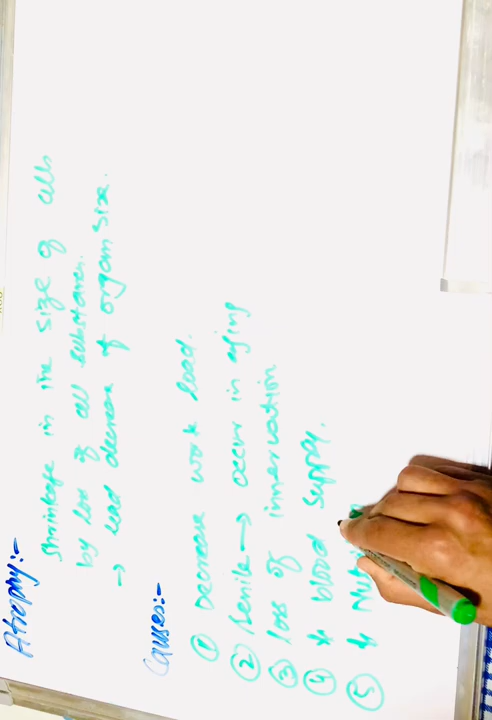 Atrophy:-
Shrinkage in the size of cells
by loss of cell substances.
→ lead decrease of organ size.
Causes:-
① Decrease work load.
② Senile → occur in aging
③ loss of innervation
④ ↓ blood supply.
⑤ ↓